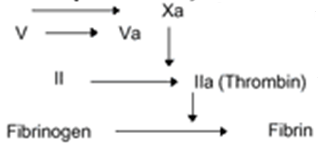 Xa
V Va
II IIa (Thrombin)
Fibrinogen Fibrin